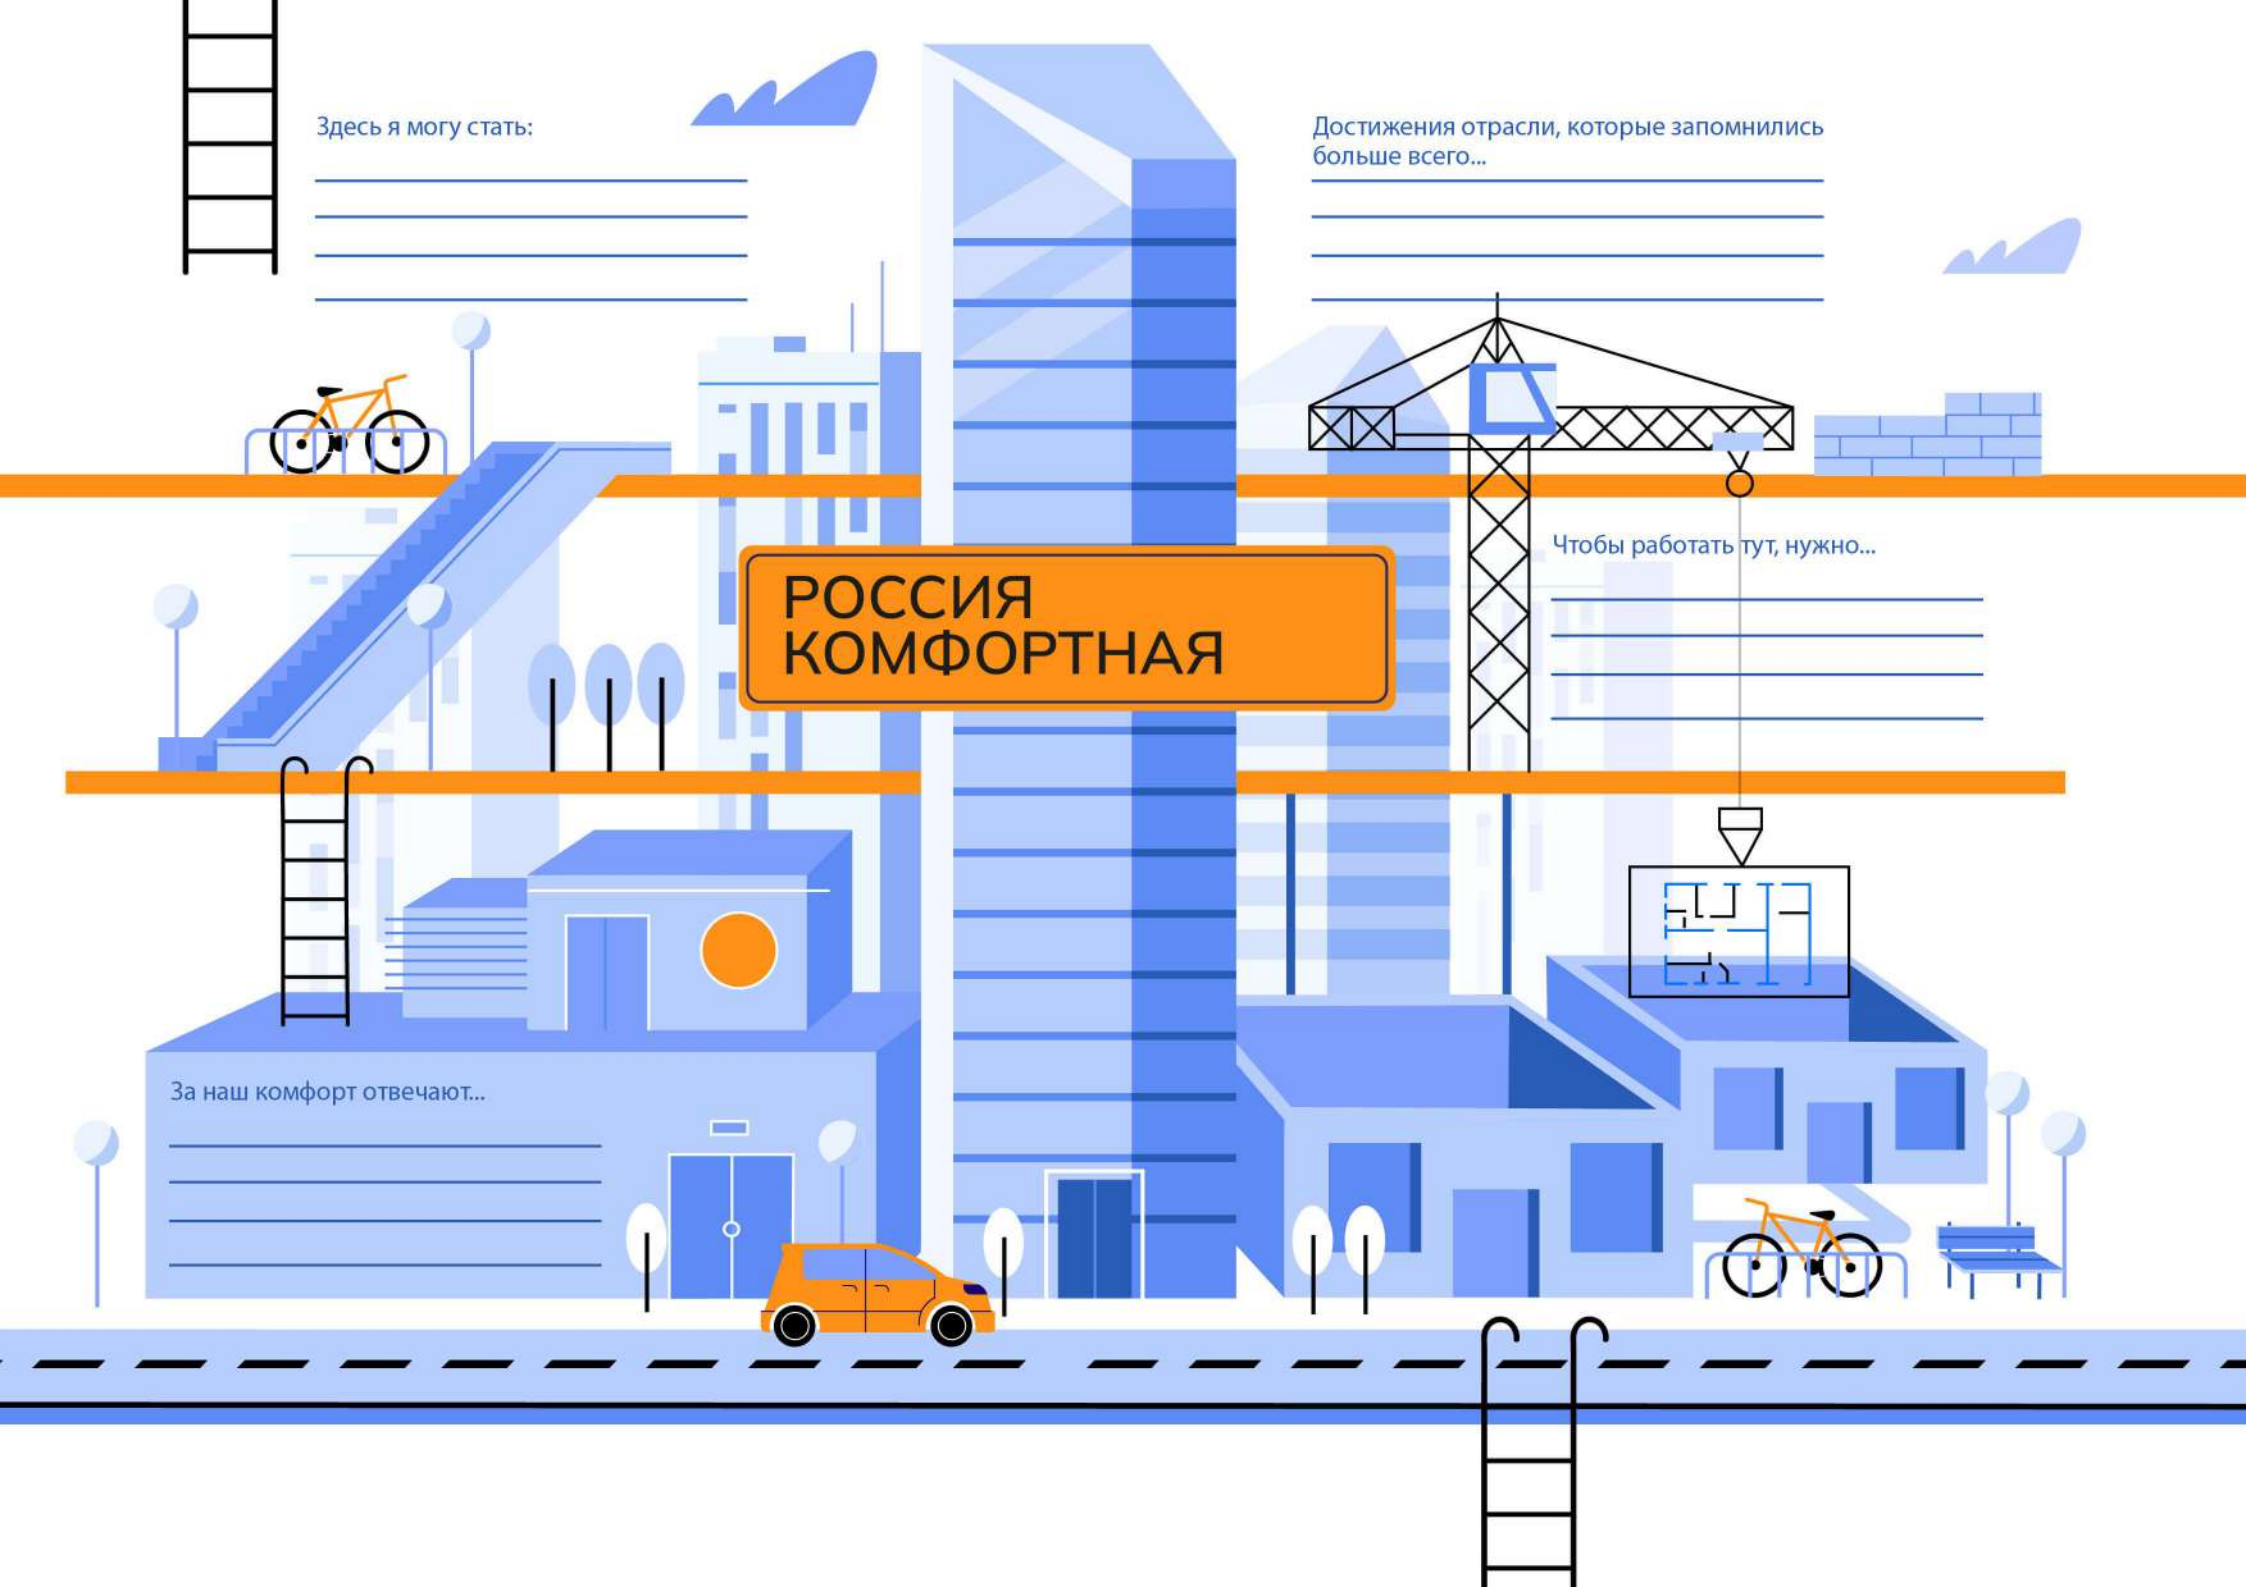 Здесь я могу стать:
Достижения отрасли, которые запомнились
больше всего...
Чтобы работать тут, нужно...
РОССИЯ
КОМФОРТНАЯ
За наш комфорт отвечают...